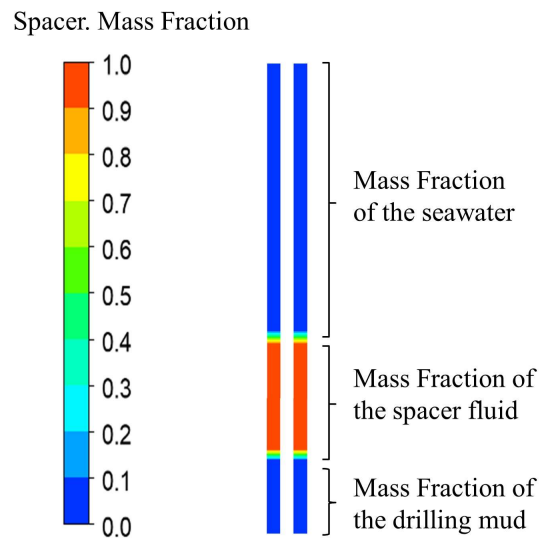 Spacer. Mass Fraction
1.0
0.9
0.8
0.7
0.6
0.5
0.4
0.3
0.2
0.1
0.0
Mass Fraction
of the seawater
Mass Fraction of
the spacer fluid
Mass Fraction of
the drilling mud